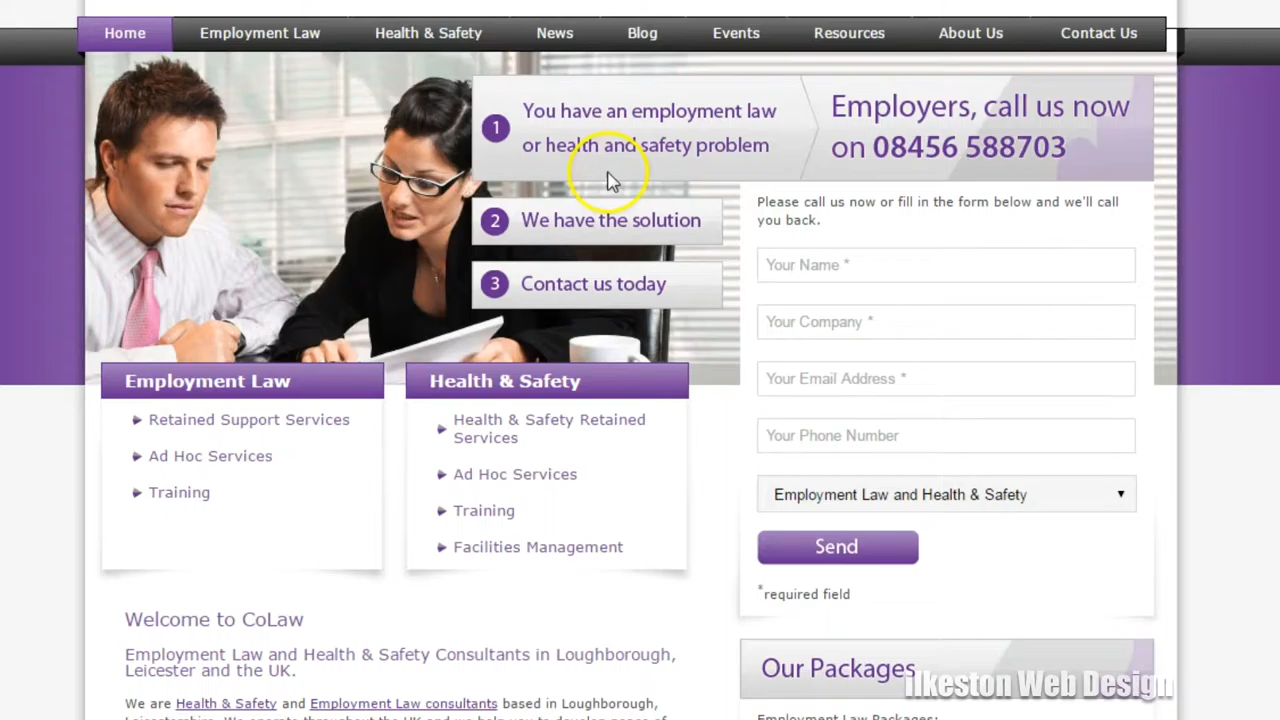 Home Employment Law Health & Safety News Blog Events Resources About Us Contact Us
1 You have an employment law
or health and safety problem
Employers, call us now
on 08456 588703
2 We have the solution
3 Contact us today
Please call us now or fill in the form below and we'll call
you back.
Your Name *
Your Company *
Your Email Address *
Your Phone Number
Employment Law and Health & Safety
Send
*required field
Employment Law
Retained Support Services
Ad Hoc Services
Training
Health & Safety
Health & Safety Retained
Services
Ad Hoc Services
Training
Facilities Management
Welcome to CoLaw
Employment Law and Health & Safety Consultants in Loughborough,
Leicester and the UK.
We are Health & Safety and Employment Law consultants based in Loughborough,
Our Packages
Ilkeston Web Design
Employment Law Packages: